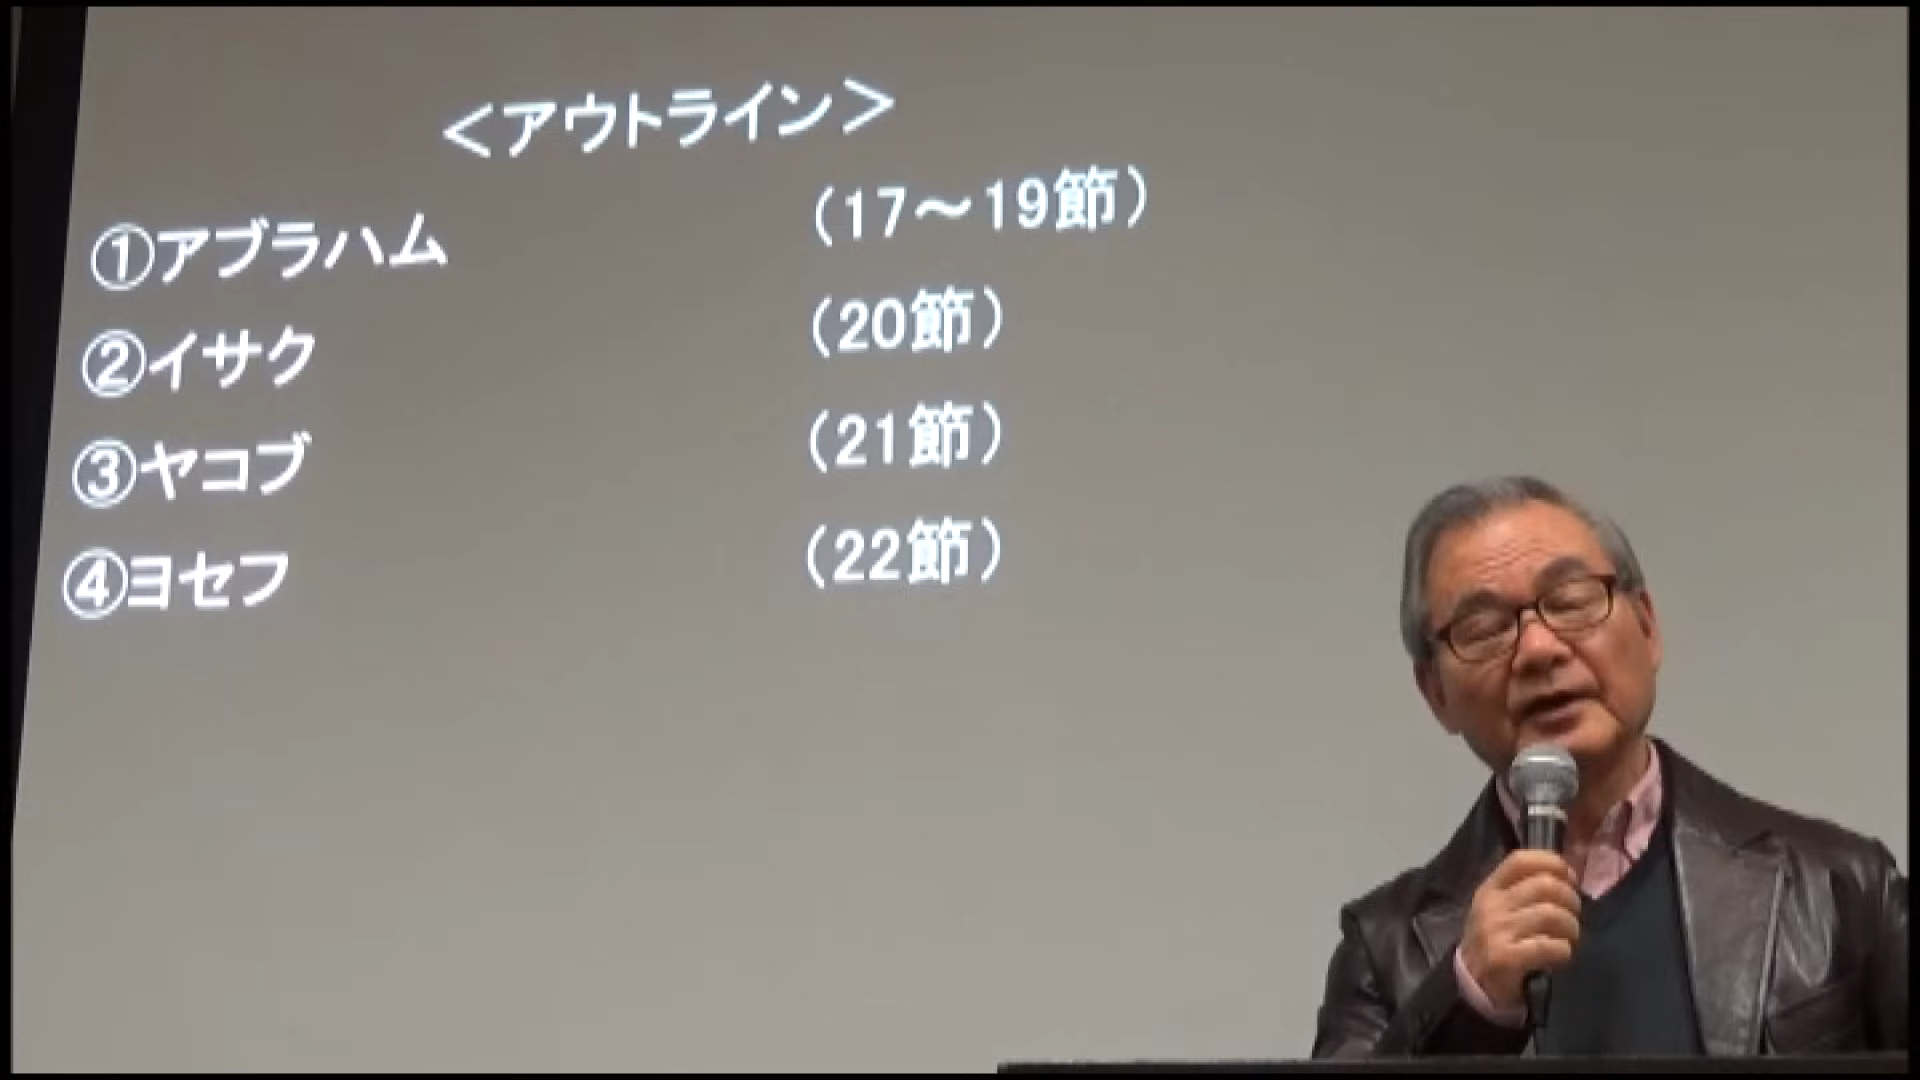 ＜アウトライン＞
①アブラハム （17～19節）
②イサク （20節）
③ヤコブ （21節）
④ヨセフ （22節）